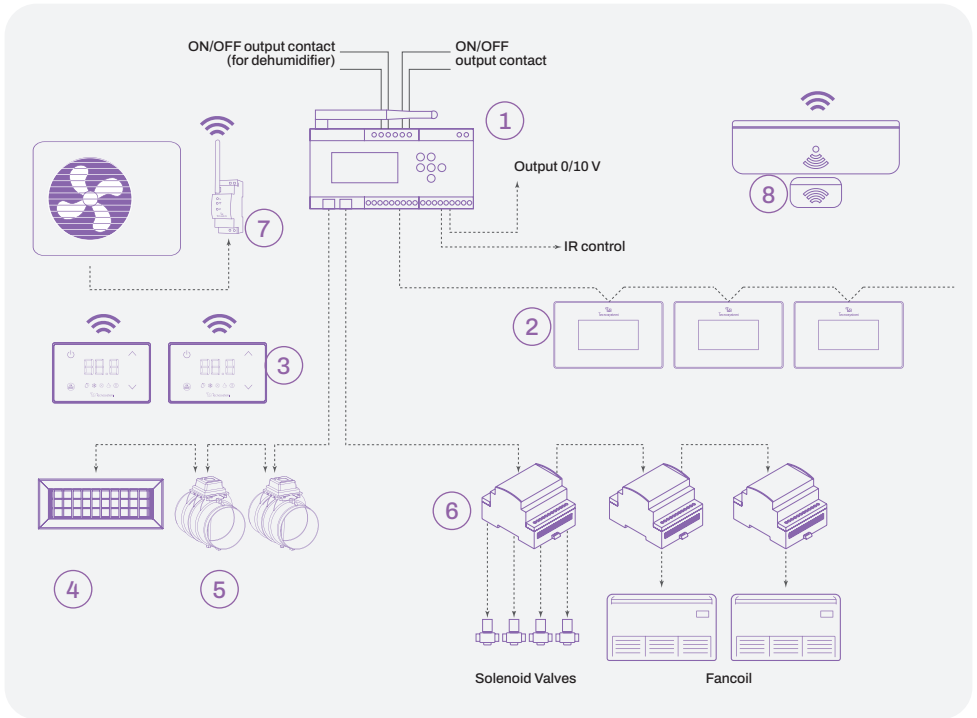 ON/OFF output contact
(for dehumidifier)
ON/OFF
output contact
1
Output 0/10 V
8
7
IR control
2
3
6
4
5
Solenoid Valves
Fancoil